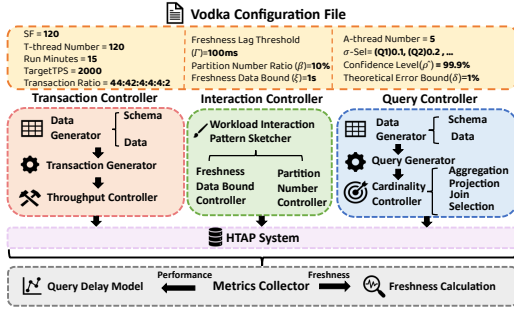 Vodka Configuration File
SF = 120
T-thread Number = 120
Run Minutes = 15
TargetTPS = 2000
Transaction Ratio = 44:42:4:4:4:2
Freshness Lag Threshold
(Γ)=100ms
Partition Number Ratio (β)=10%
Freshness Data Bound (ξ)=1s
A-thread Number = 5
σ-Sel= (Q1)0.1, (Q2)0.2 , ...
Confidence Level(ρ*) = 99.9%
Theoretical Error Bound(δ)=1%
Transaction Controller
Data
Generator
Schema
Data
Transaction Generator
Throughput Controller
Interaction Controller
Workload Interaction
Pattern Sketcher
Freshness
Data Bound
Controller
Partition
Number
Controller
Query Controller
Data
Generator
Schema
Data
Query Generator
Cardinality
Controller
Aggregation
Projection
Join
Selection
HTAP System
Query Delay Model
Performance
Metrics Collector
Freshness
Freshness Calculation